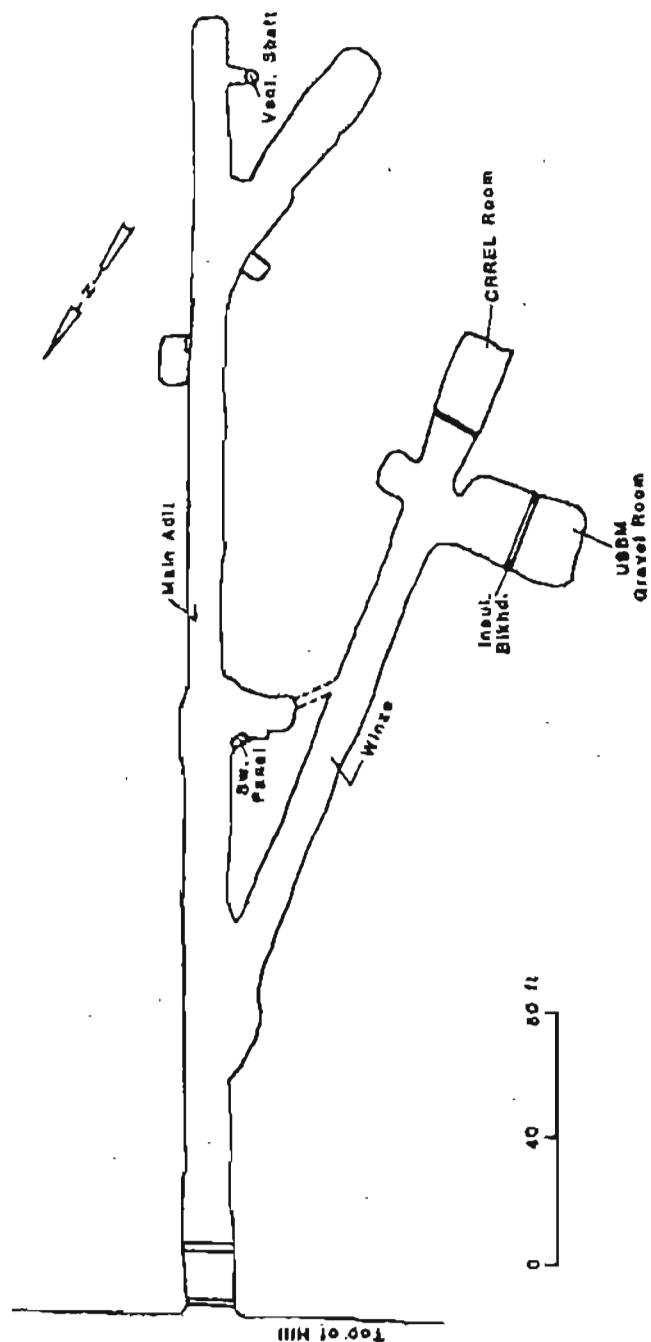 Vent. Shaft
N
CRREL Room
Main Adit
USBM
Gravel Room
Insul.
Blkhd.
Sw.
Panel
Winze
0 40 80 ft
Top of Hill